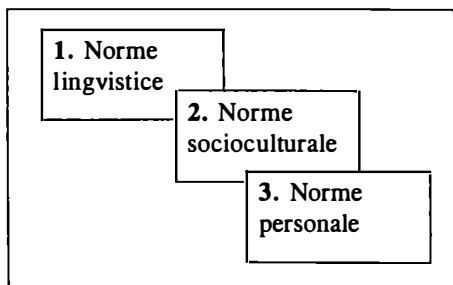 1. Norme
lingvistice
2. Norme
socioculturale
3. Norme
personale